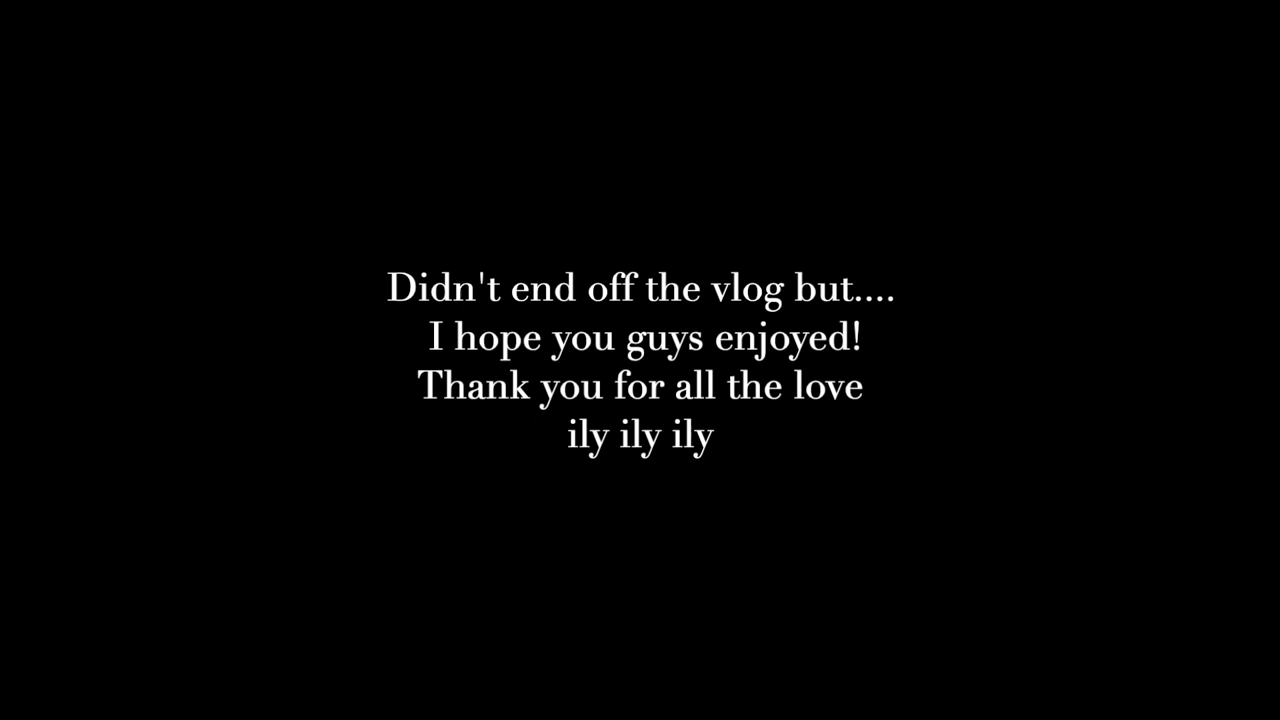 Didn't end off the vlog but....
I hope you guys enjoyed!
Thank you for all the love
ily ily ily